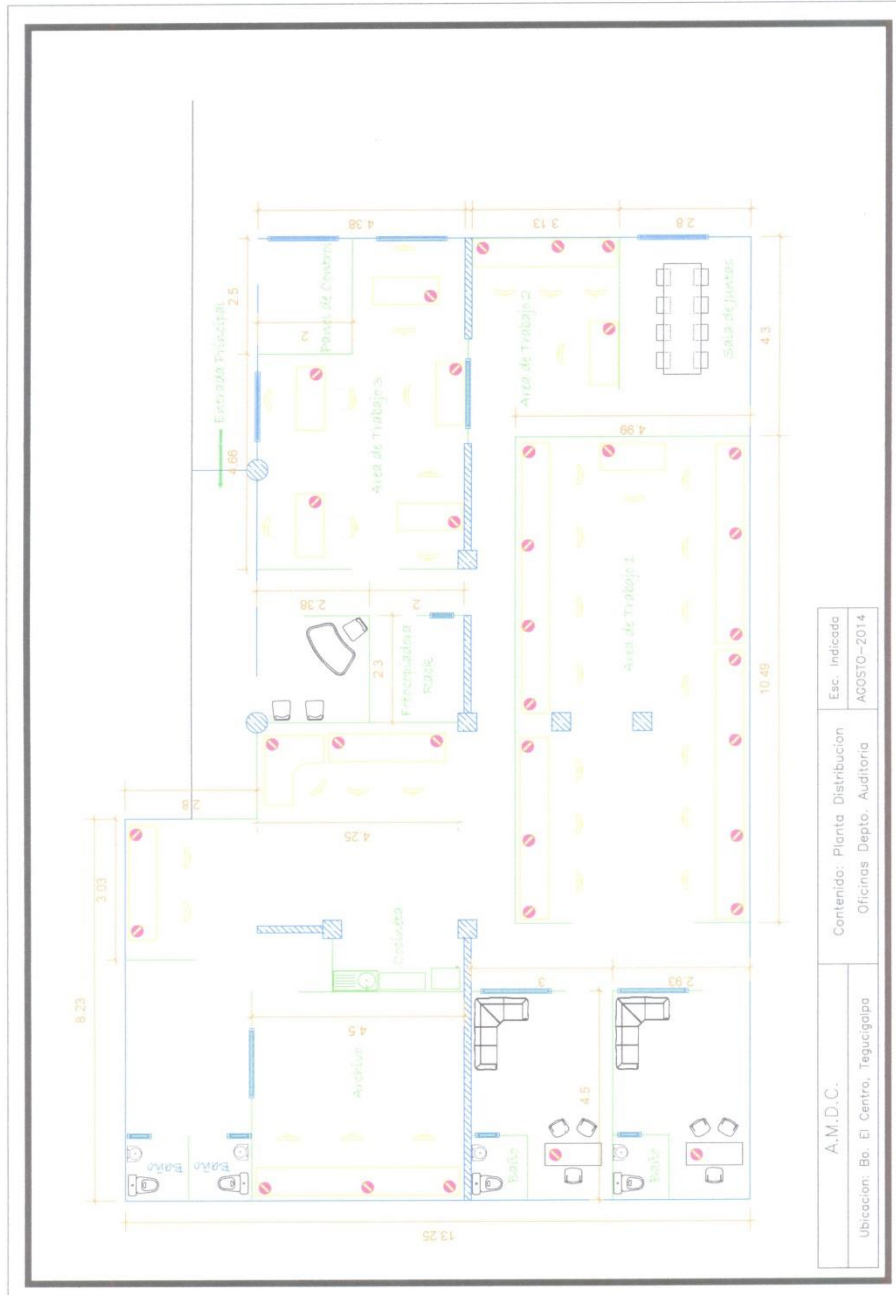 Entrada Principal
2.5
4.66
4.38
2
Panel de Control
Area de Trabajo 3
3.13
2.8
Area de Trabajo 2
Sala de Juntas
4.3
4.99
Area de Trabajo 1
10.49
2.38
2
2.3
Fotocopiadora
Rack
2.8
3.03
8.23
4.25
Cocineta
Archivo
4.5
Baño
Baño
3
2.93
4.5
Baño
Baño
13.25
A.M.D.C.
Ubicacion: Bo. El Centro, Tegucigalpa
Contenido: Planta Distribucion
Oficinas Depto. Auditoria
Esc. Indicada
AGOSTO-2014